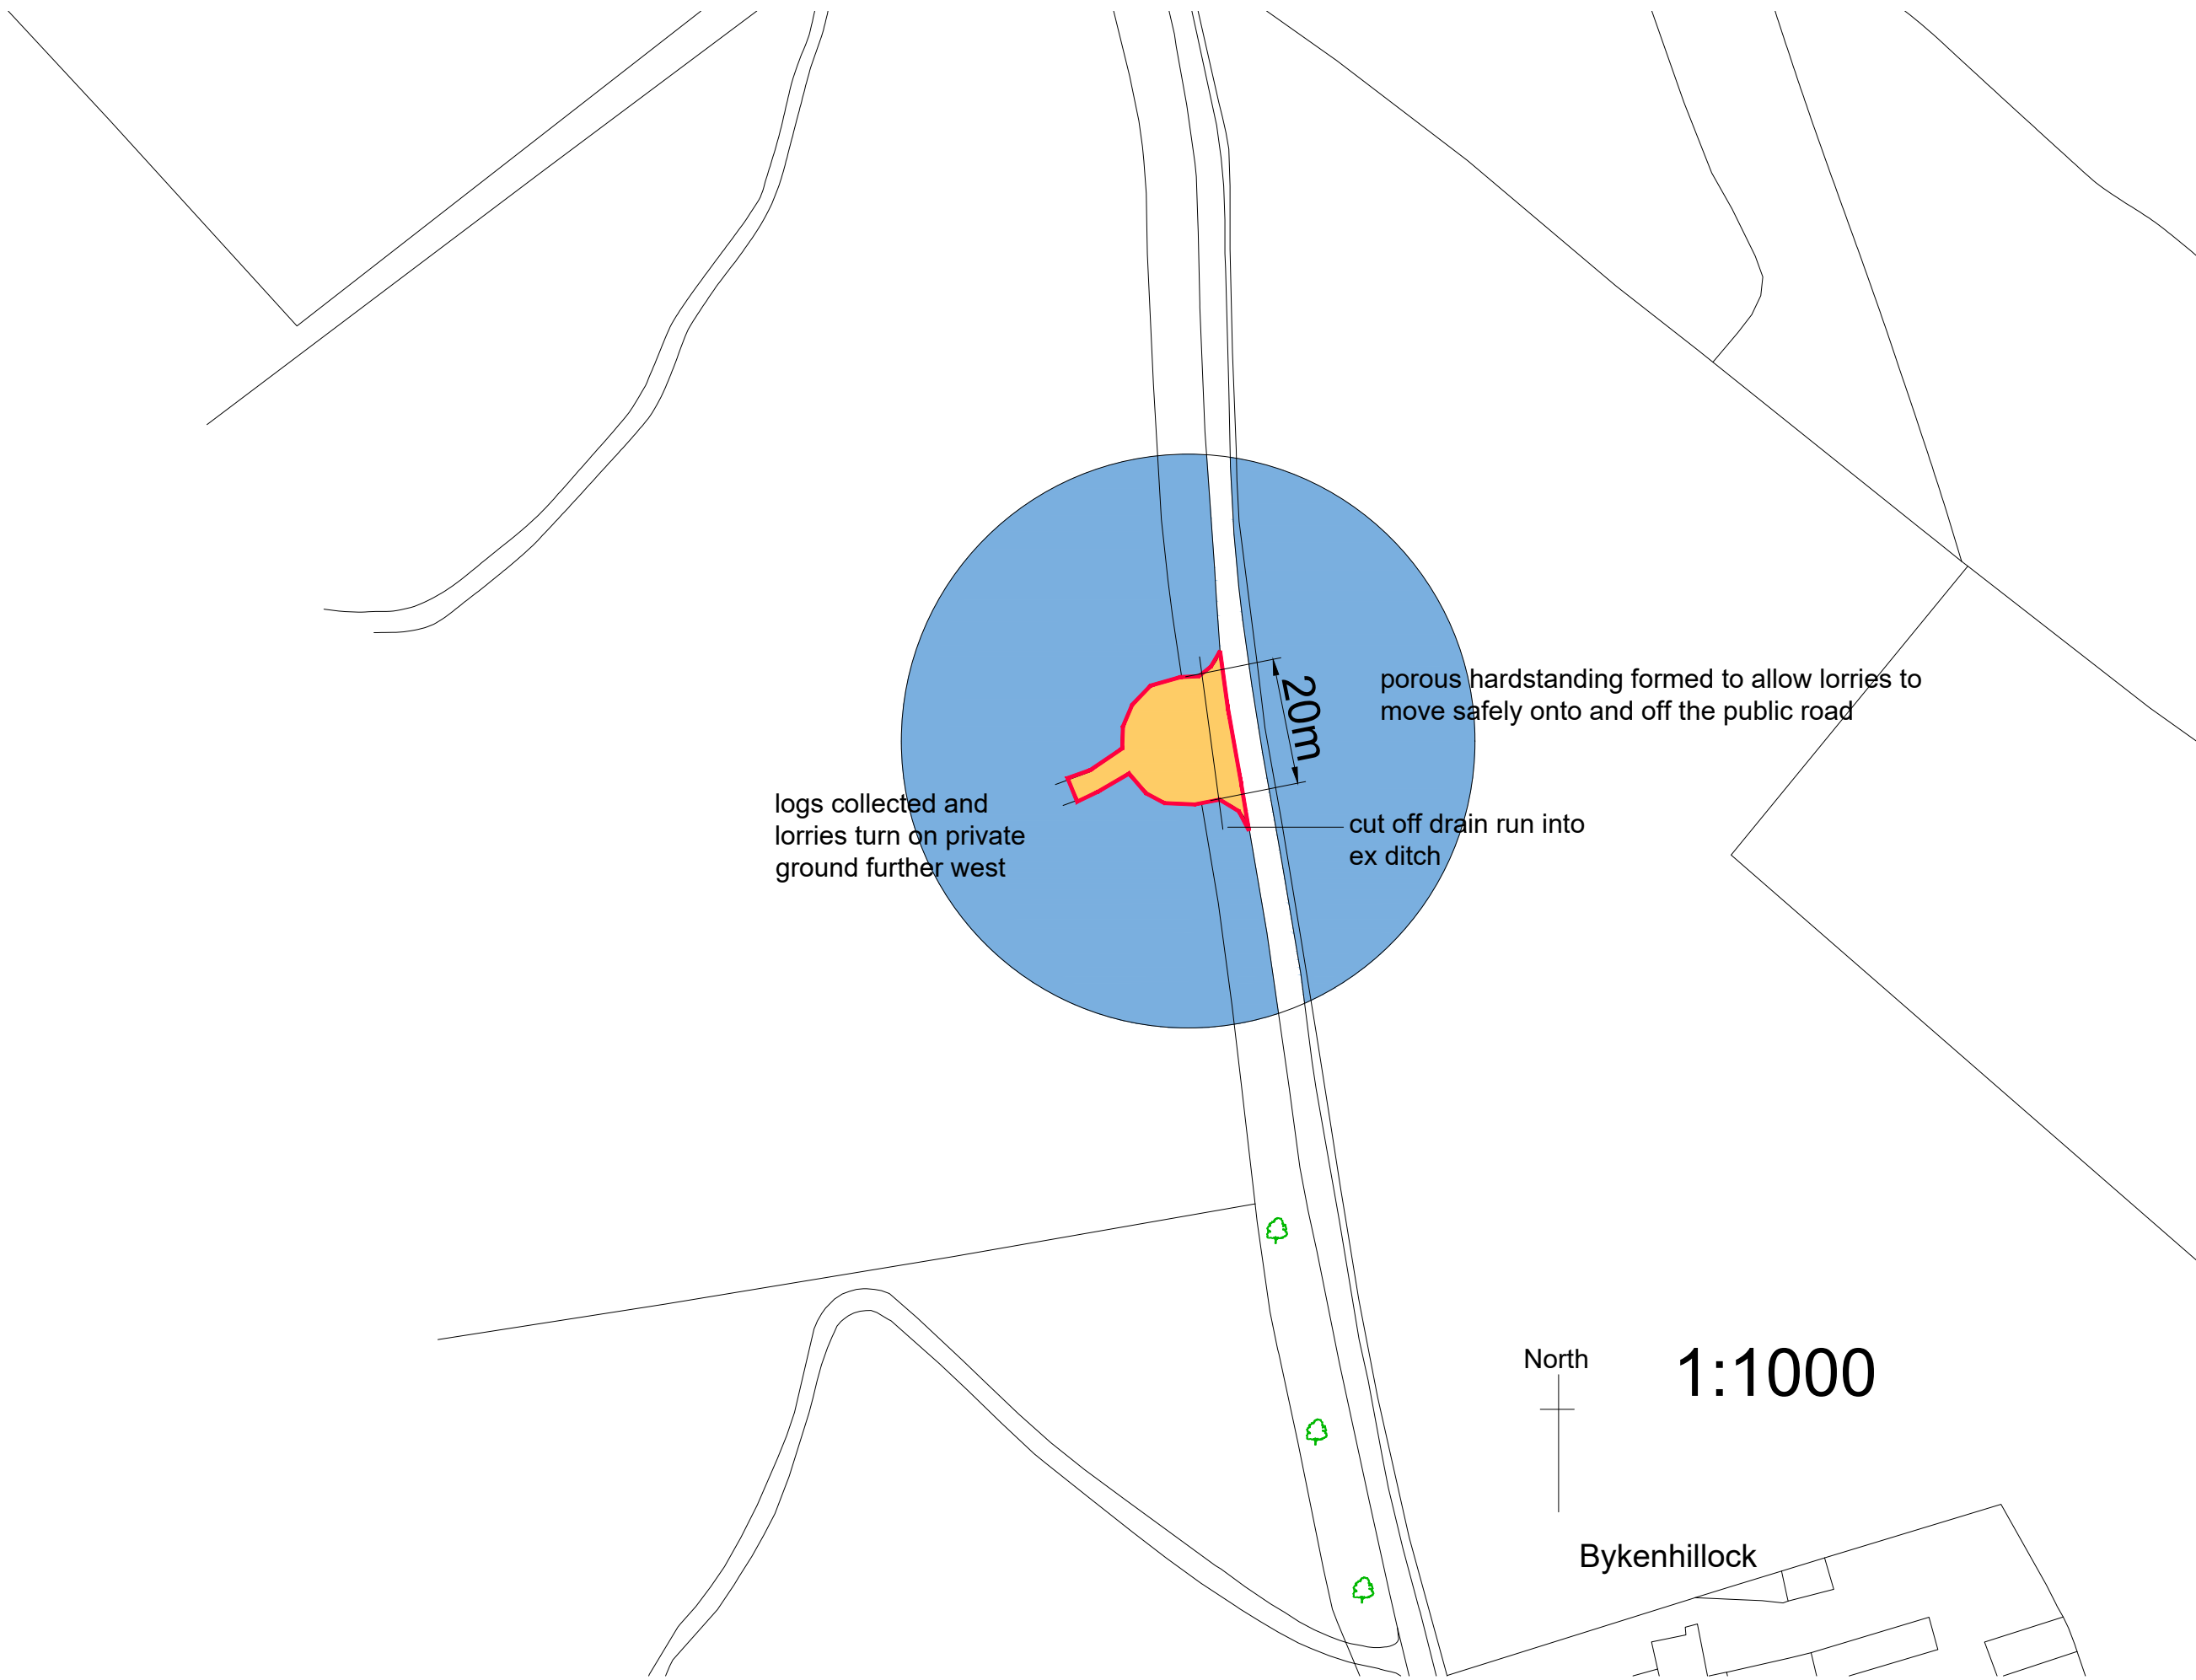 porous hardstanding formed to allow lorries to
move safely onto and off the public road
20m
logs collected and
lorries turn on private
ground further west
cut off drain run into
ex ditch
North
1:1000
Bykenhillock